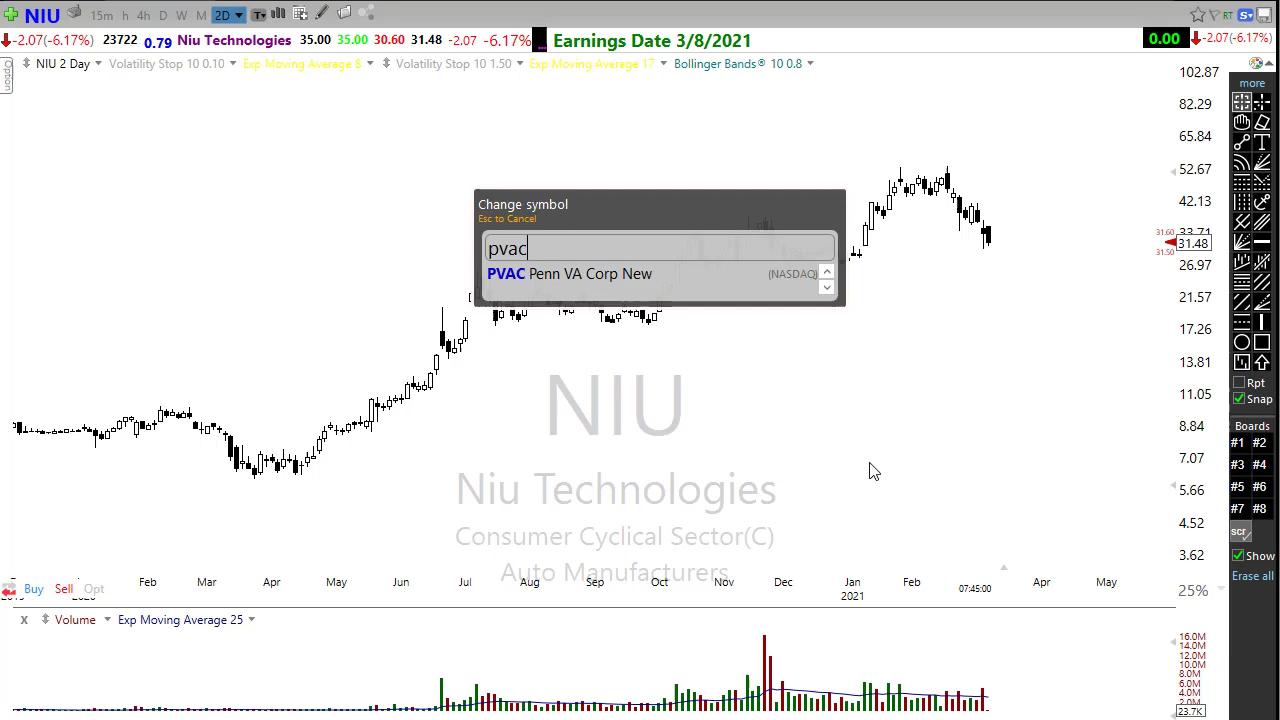 NIU 15m h 4h D W M 2D T
-2.07(-6.17%) 23722 0.79 Niu Technologies 35.00 35.00 30.60 31.48 -2.07 -6.17% ... Earnings Date 3/8/2021 0.00 -2.07(-6.17%)
RT S
Option
NIU 2 Day Volatility Stop 10 0.10 Exp Moving Average 8 Volatility Stop 10 1.50 Exp Moving Average 17 Bollinger Bands® 10 0.8
102.87
82.29
65.84
52.67
42.13
33.71
31.60
31.48
31.50
26.97
21.57
17.26
13.81
11.05
8.84
7.07
5.66
4.52
3.62
more
T
Rpt
Snap
Boards
#1 #2
#3 #4
#5 #6
#7 #8
scr
Show
Erase all
Change symbol
Esc to Cancel
pvac
PVAC Penn VA Corp New (NASDAQ)
NIU
Niu Technologies
Consumer Cyclical Sector(C)
Auto Manufacturers
Feb Mar Apr May Jun Jul Aug Sep Oct Nov Dec Jan Feb Apr May
Buy Sell Opt
2021 07:45:00 25%
X Volume Exp Moving Average 25
16.0M
14.0M
12.0M
10.0M
8.0M
6.0M
4.0M
23.7K